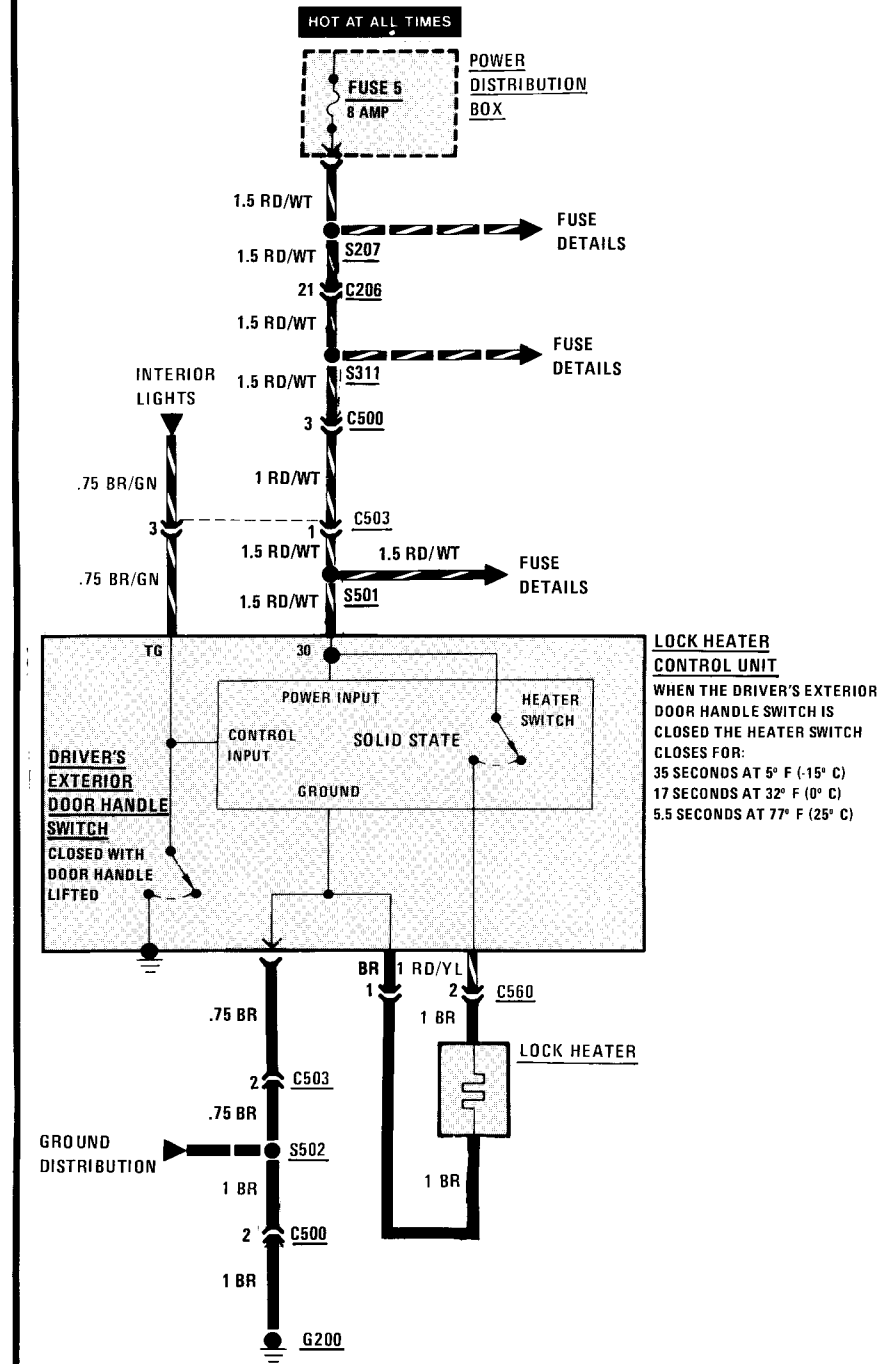 HOT AT ALL TIMES
FUSE 5
8 AMP
POWER
DISTRIBUTION
BOX
1.5 RD/WT
FUSE
DETAILS
S207
1.5 RD/WT
21
C206
1.5 RD/WT
FUSE
DETAILS
S311
1.5 RD/WT
INTERIOR
LIGHTS
3
C500
.75 BR/GN
1 RD/WT
3
1
C503
1.5 RD/WT
1.5 RD/WT
FUSE
DETAILS
.75 BR/GN
1.5 RD/WT
S501
TG
30
LOCK HEATER
CONTROL UNIT
WHEN THE DRIVER'S EXTERIOR
DOOR HANDLE SWITCH IS
CLOSED THE HEATER SWITCH
CLOSES FOR:
35 SECONDS AT 5° F (-15° C)
17 SECONDS AT 32° F (0° C)
5.5 SECONDS AT 77° F (25° C)
POWER INPUT
HEATER
SWITCH
CONTROL
INPUT
SOLID STATE
GROUND
DRIVER'S
EXTERIOR
DOOR HANDLE
SWITCH
CLOSED WITH
DOOR HANDLE
LIFTED
BR
1 RD/YL
1
2
C560
.75 BR
1 BR
LOCK HEATER
2
C503
.75 BR
GROUND
DISTRIBUTION
S502
1 BR
1 BR
2
C500
1 BR
G200